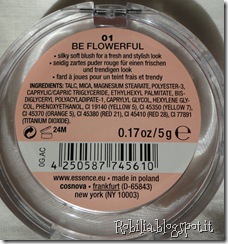 01
BE FLOWERFUL
• silky soft blush for a fresh and stylish look
• seidig zartes puder rouge für einen frischen
und trendigen look
• fard à joues pour un teint frais et trendy
INGREDIENTS: TALC, MICA, MAGNESIUM STEARATE, POLYESTER-3,
CAPRYLIC/CAPRIC TRIGLYCERIDE, ETHYLHEXYL PALMITATE, BIS-
DIGLYCERYL POLYACYLADIPATE-1, CAPRYLYL GLYCOL, HEXYLENE GLY-
COL, PHENOXYETHANOL, CI 19140 (YELLOW 5), CI 45350 (YELLOW 7),
CI 45370 (ORANGE 5), CI 45380 (RED 21), CI 45410 (RED 28), CI 77891
(TITANIUM DIOXIDE).
24M
0.17oz/5g e
0GAC
4 250587 745610
www.essence.eu • made in poland
cosnova • frankfurt (D-65843)
new york (NY 10003)
Robilia.blogspot.it